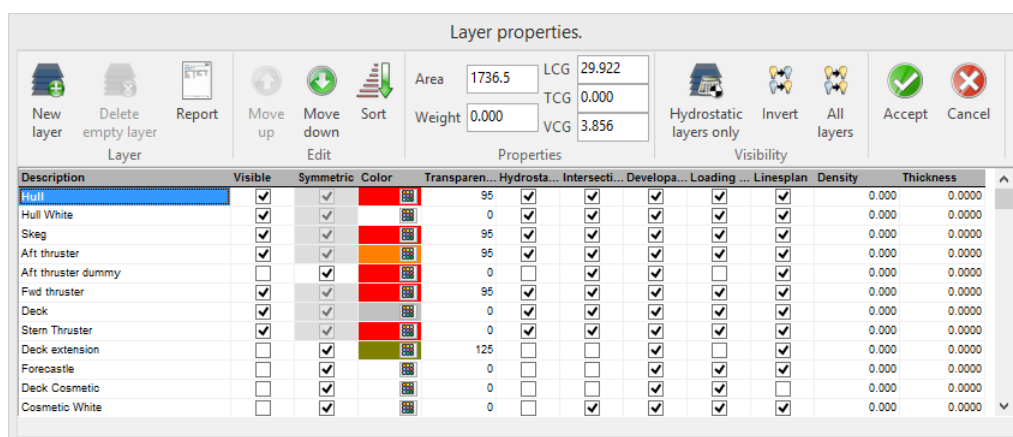 Layer properties.
New layer
Delete empty layer
Report
Layer
Move up
Move down
Sort
Edit
Area 1736.5
Weight 0.000
LCG 29.922
TCG 0.000
VCG 3.856
Properties
Hydrostatic layers only
Invert
All layers
Visibility
Accept
Cancel
Description Visible Symmetric Color Transparen... Hydrosta... Intersecti... Developa... Loading ... Linesplan Density Thickness
Hull 95 0.000 0.0000
Hull White 0 0.000 0.0000
Skeg 95 0.000 0.0000
Aft thruster 95 0.000 0.0000
Aft thruster dummy 0 0.000 0.0000
Fwd thruster 95 0.000 0.0000
Deck 0 0.000 0.0000
Stern Thruster 0 0.000 0.0000
Deck extension 125 0.000 0.0000
Forecastle 0 0.000 0.0000
Deck Cosmetic 0 0.000 0.0000
Cosmetic White 0 0.000 0.0000